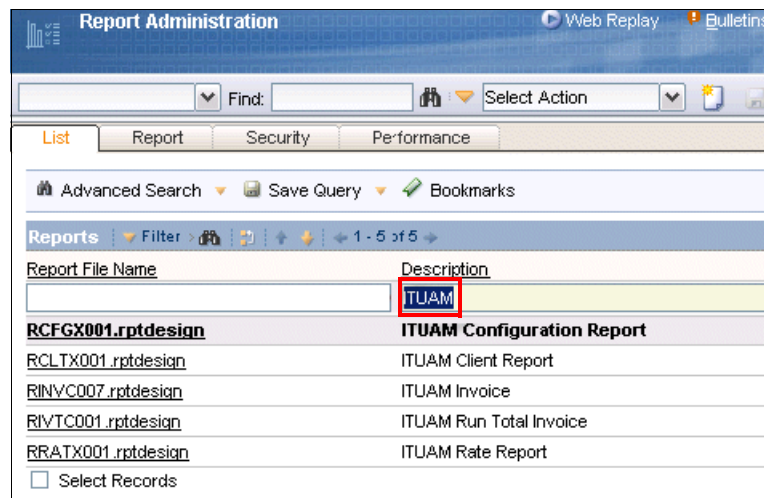 Report Administration Web Replay Bulletins
Find: Select Action
List Report Security Performance
Advanced Search Save Query Bookmarks
Reports Filter 1 - 5 of 5
Report File Name Description
ITUAM
RCFGX001.rptdesign ITUAM Configuration Report
RCLTX001.rptdesign ITUAM Client Report
RINVC007.rptdesign ITUAM Invoice
RIVTC001.rptdesign ITUAM Run Total Invoice
RRATX001.rptdesign ITUAM Rate Report
Select Records